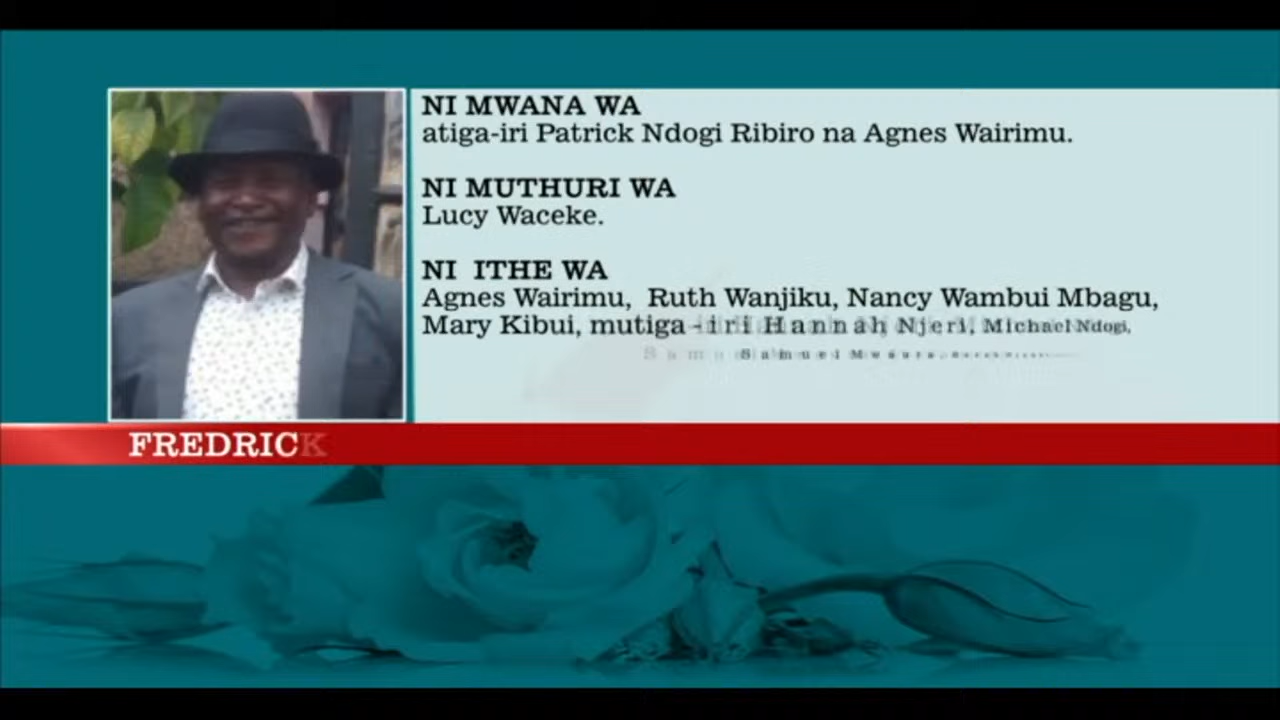 NI MWANA WA
atiga-iri Patrick Ndogi Ribiro na Agnes Wairimu.
NI MUTHURI WA
Lucy Waceke.
NI ITHE WA
Agnes Wairimu, Ruth Wanjiku, Nancy Wambui Mbagu,
Mary Kibui, mutiga-iri Hannah Njeri, Michael Ndogi,
Samuel Mwaura,
FREDRICK